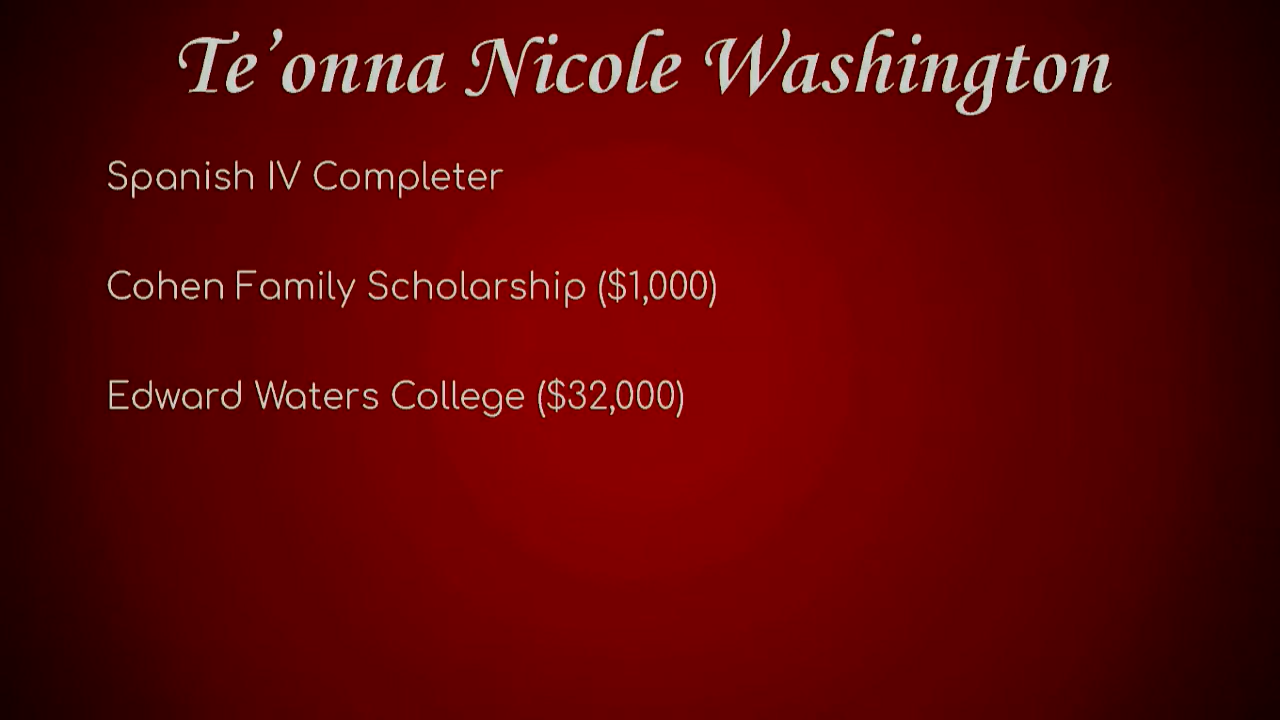 Te’onna Nicole Washington
Spanish IV Completer
Cohen Family Scholarship ($1,000)
Edward Waters College ($32,000)